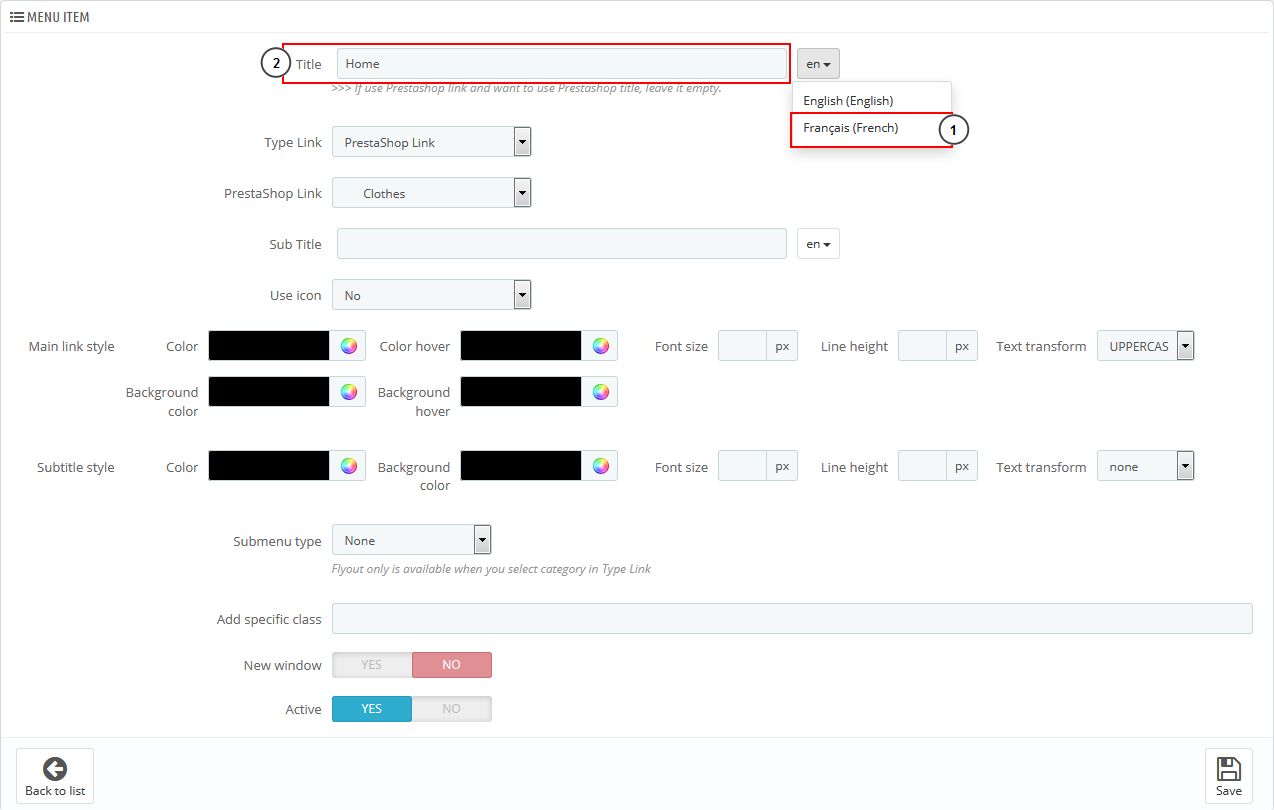 MENU ITEM
2 Title Home en
>>> If use Prestashop link and want to use Prestashop title, leave it empty.
English (English)
Français (French) 1
Type Link PrestaShop Link
PrestaShop Link Clothes
Sub Title en
Use icon No
Main link style Color Color hover Font size px Line height px Text transform UPPERCAS
Background color Background hover
Subtitle style Color Background color Font size px Line height px Text transform none
Submenu type None
Flyout only is available when you select category in Type Link
Add specific class
New window YES NO
Active YES NO
Back to list Save